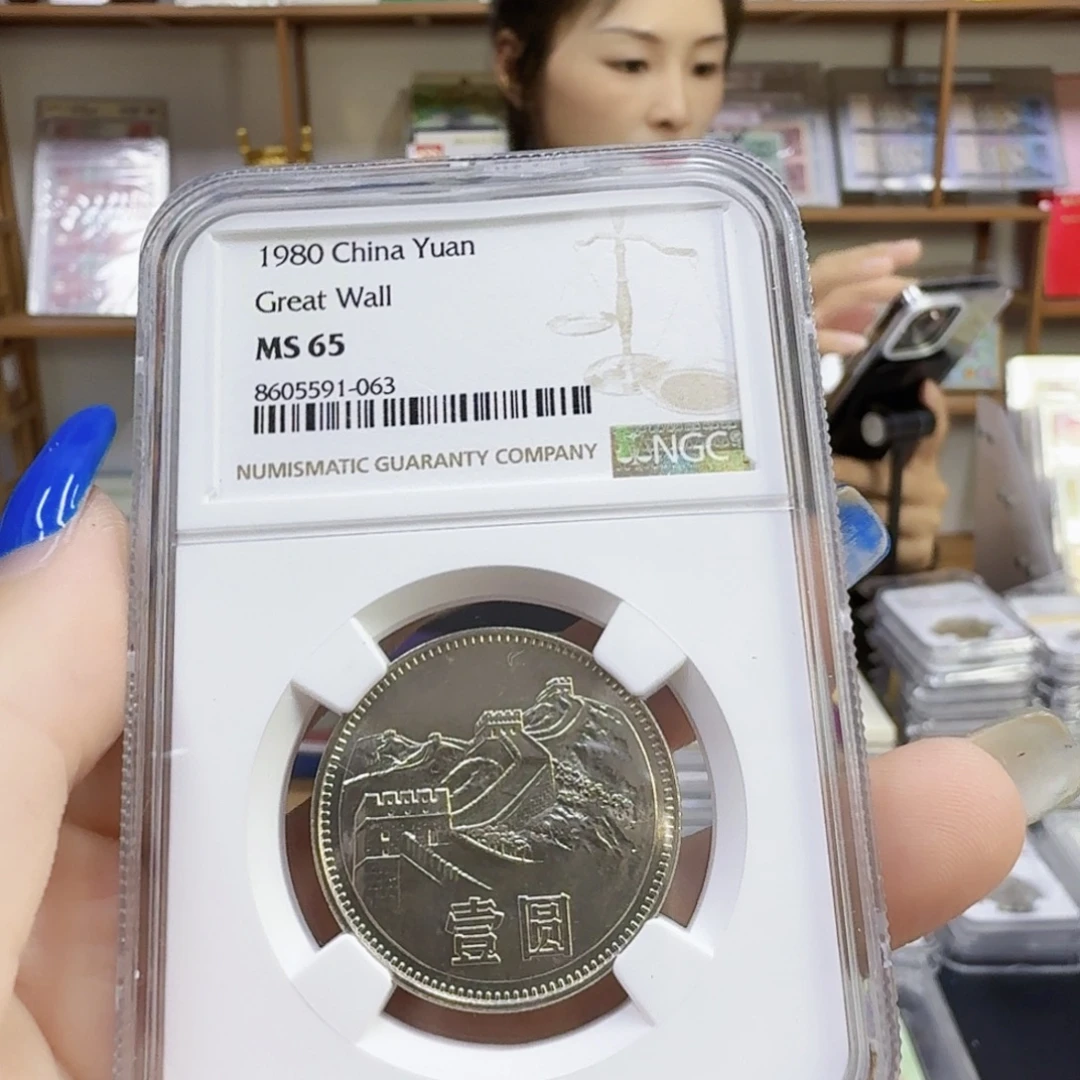 1980 China Yuan
Great Wall
MS 65
8605591-063
NUMISMATIC GUARANTY COMPANY NGC
壹圆